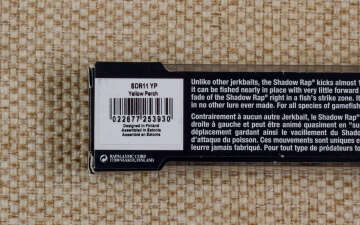 SDR11 YP
Yellow Perch
022677253930
Designed in Finland
Assembled in Estonia
Assemblé en Estonie
RAPALA VMC CORP.
Unlike other jerkbaits, the Shadow Rap® kicks almost
it can be fished nearly in place with very little forward
fade of the Shadow Rap® right in a fish's strike zone.
in no other lure ever made. For all species of gamefish
Contrairement à aucun autre Jerkbait, le Shadow Rap®
droite à gauche et peut être animé quasiment en "s
déplacement gardant ainsi le vacillement du Shadow
d'attaque du poisson. Ces mouvements sont uniques e
leurre jamais fabriqué. Pour tout type de prédateurs